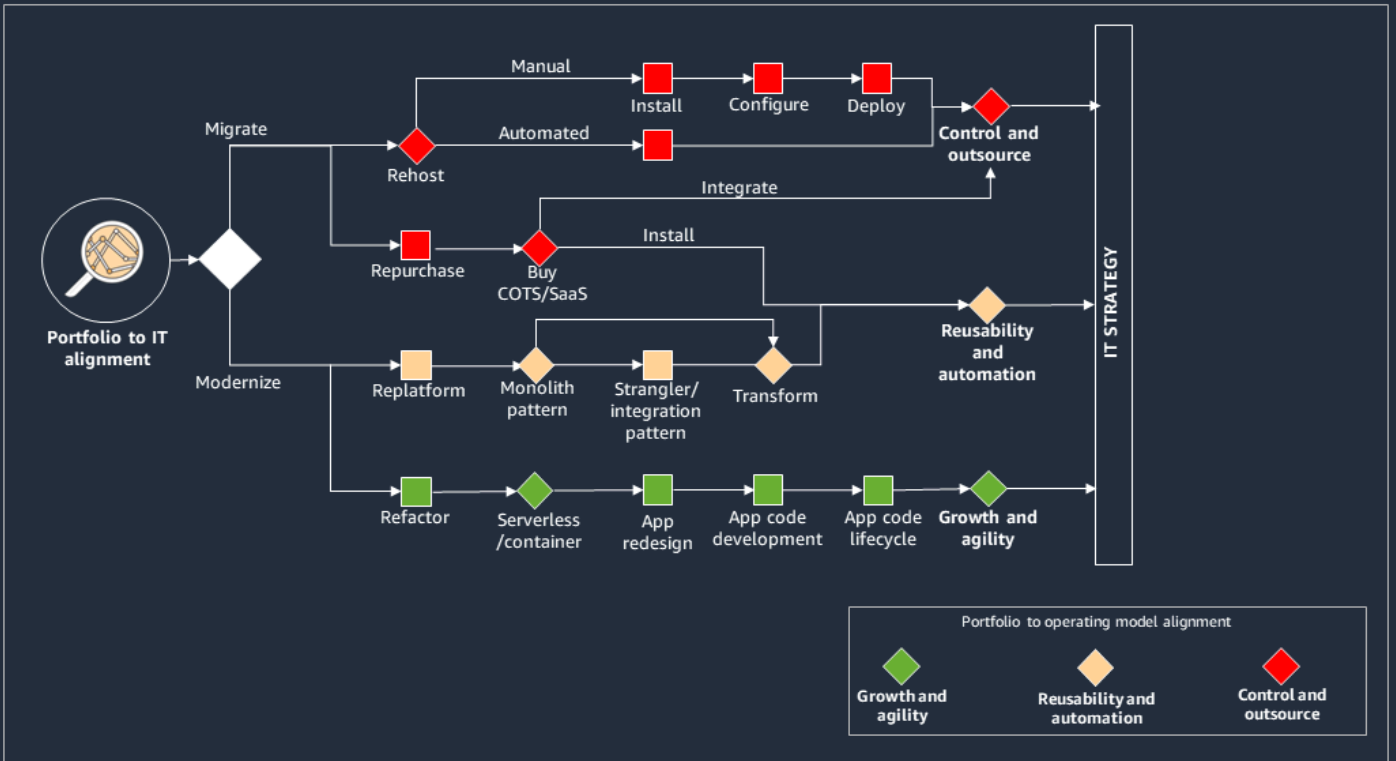 Manual
Install
Configure
Deploy
Migrate
Automated
Control and
outsource
Rehost
Integrate
Install
Repurchase
Buy
COTS/SaaS
Portfolio to IT
alignment
Reusability
and
automation
IT STRATEGY
Modernize
Replatform
Monolith
pattern
Strangler/
integration
pattern
Transform
Refactor
Serverless
/container
App
redesign
App code
development
App code
lifecycle
Growth and
agility
Portfolio to operating model alignment
Growth and
agility
Reusability and
automation
Control and
outsource